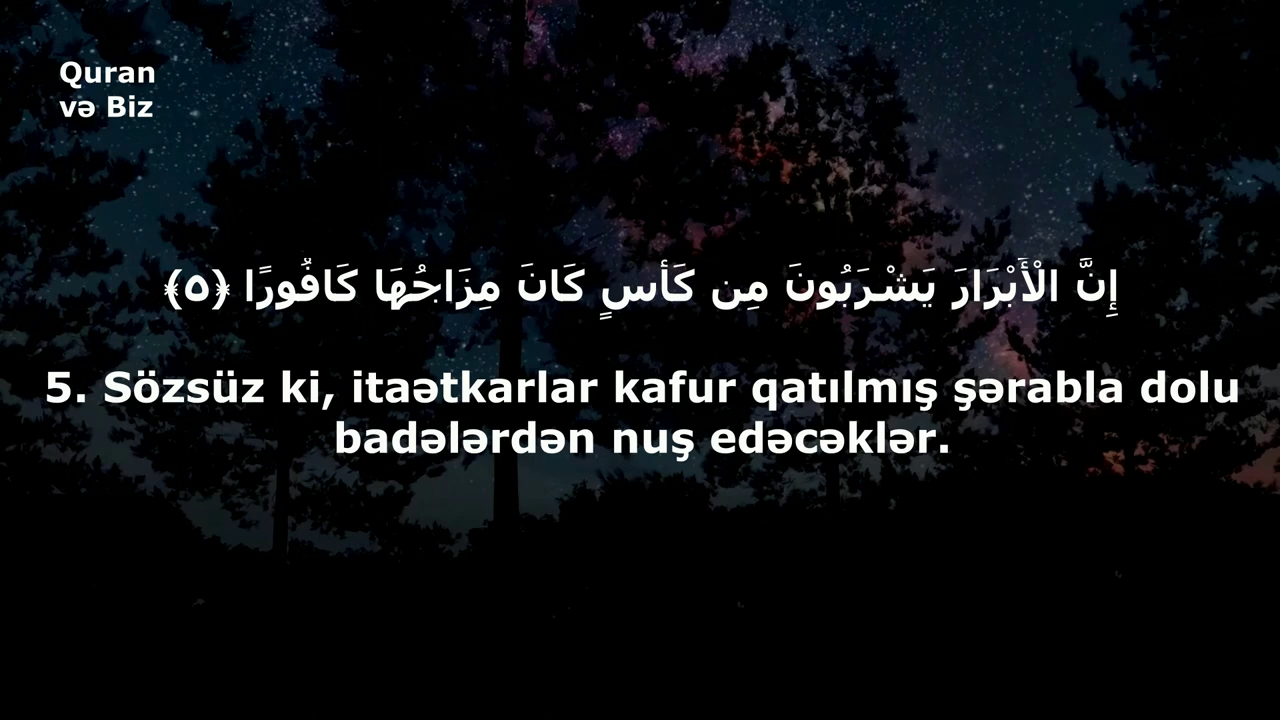 Quran
və Biz
إِنَّ الْأَبْرَارَ يَشْرَبُونَ مِن كَأْسٍ كَانَ مِزَاجُهَا كَافُورًا ﴿٥﴾
5. Sözsüz ki, itaətkarlar kafur qatılmış şərabla dolu
badələrdən nuş edəcəklər.